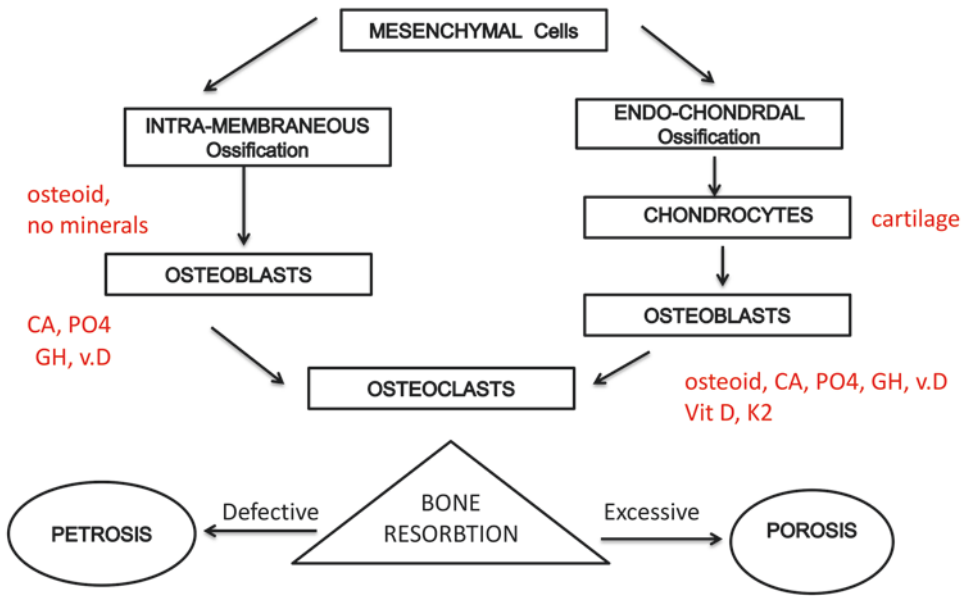 MESENCHYMAL Cells
INTRA-MEMBRANEOUS
Ossification
ENDO-CHONDRDAL
Ossification
osteoid,
no minerals
CHONDROCYTES
cartilage
OSTEOBLASTS
OSTEOBLASTS
CA, PO4
GH, v.D
OSTEOCLASTS
osteoid, CA, PO4, GH, v.D
Vit D, K2
PETROSIS
Defective
BONE
RESORBTION
Excessive
POROSIS